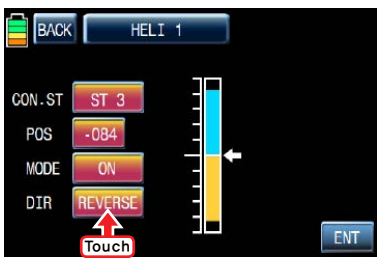 BACK HELI 1
CON.ST ST 3
POS -084
MODE ON
DIR REVERSE
Touch
ENT